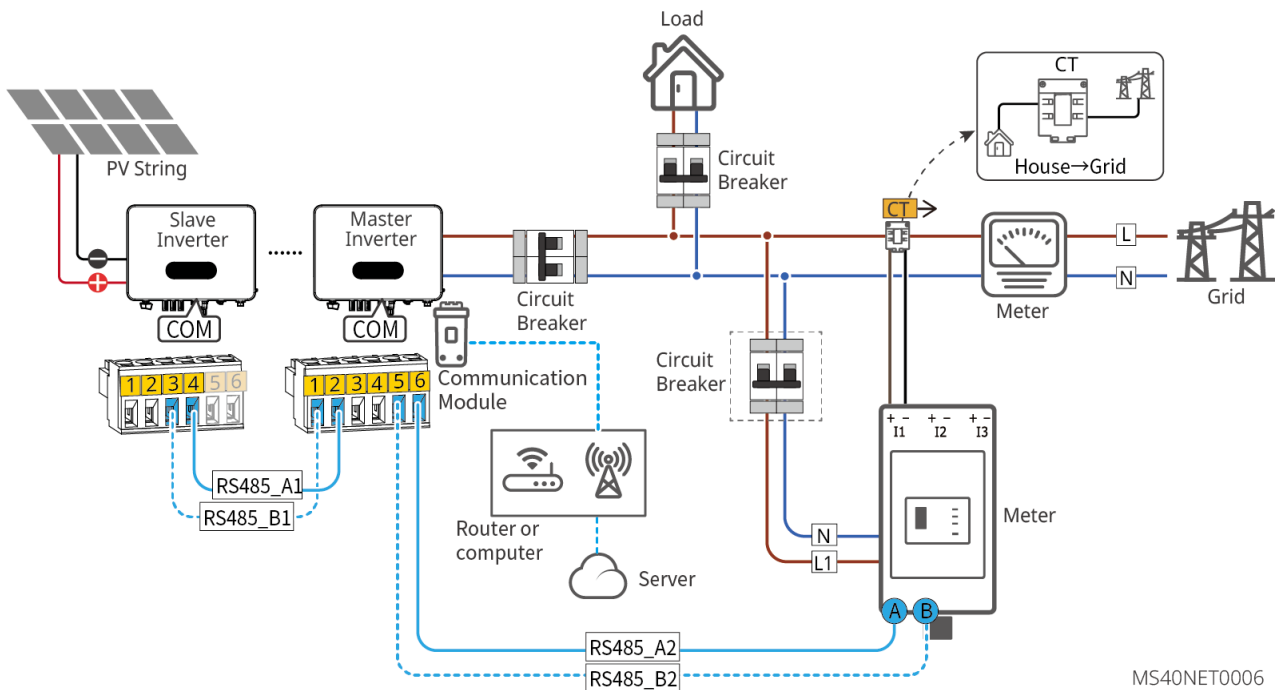 Load
CT
House→Grid
PV String
Circuit
Breaker
Slave
Inverter
Master
Inverter
CT
L
N
Grid
Meter
COM
COM
Circuit
Breaker
Circuit
Breaker
Communication
Module
1 2 3 4 5 6
1 2 3 4 5 6
+ - + - + -
I1 I2 I3
RS485_A1
RS485_B1
Router or
computer
Server
N
L1
Meter
A B
RS485_A2
RS485_B2
MS40NET0006